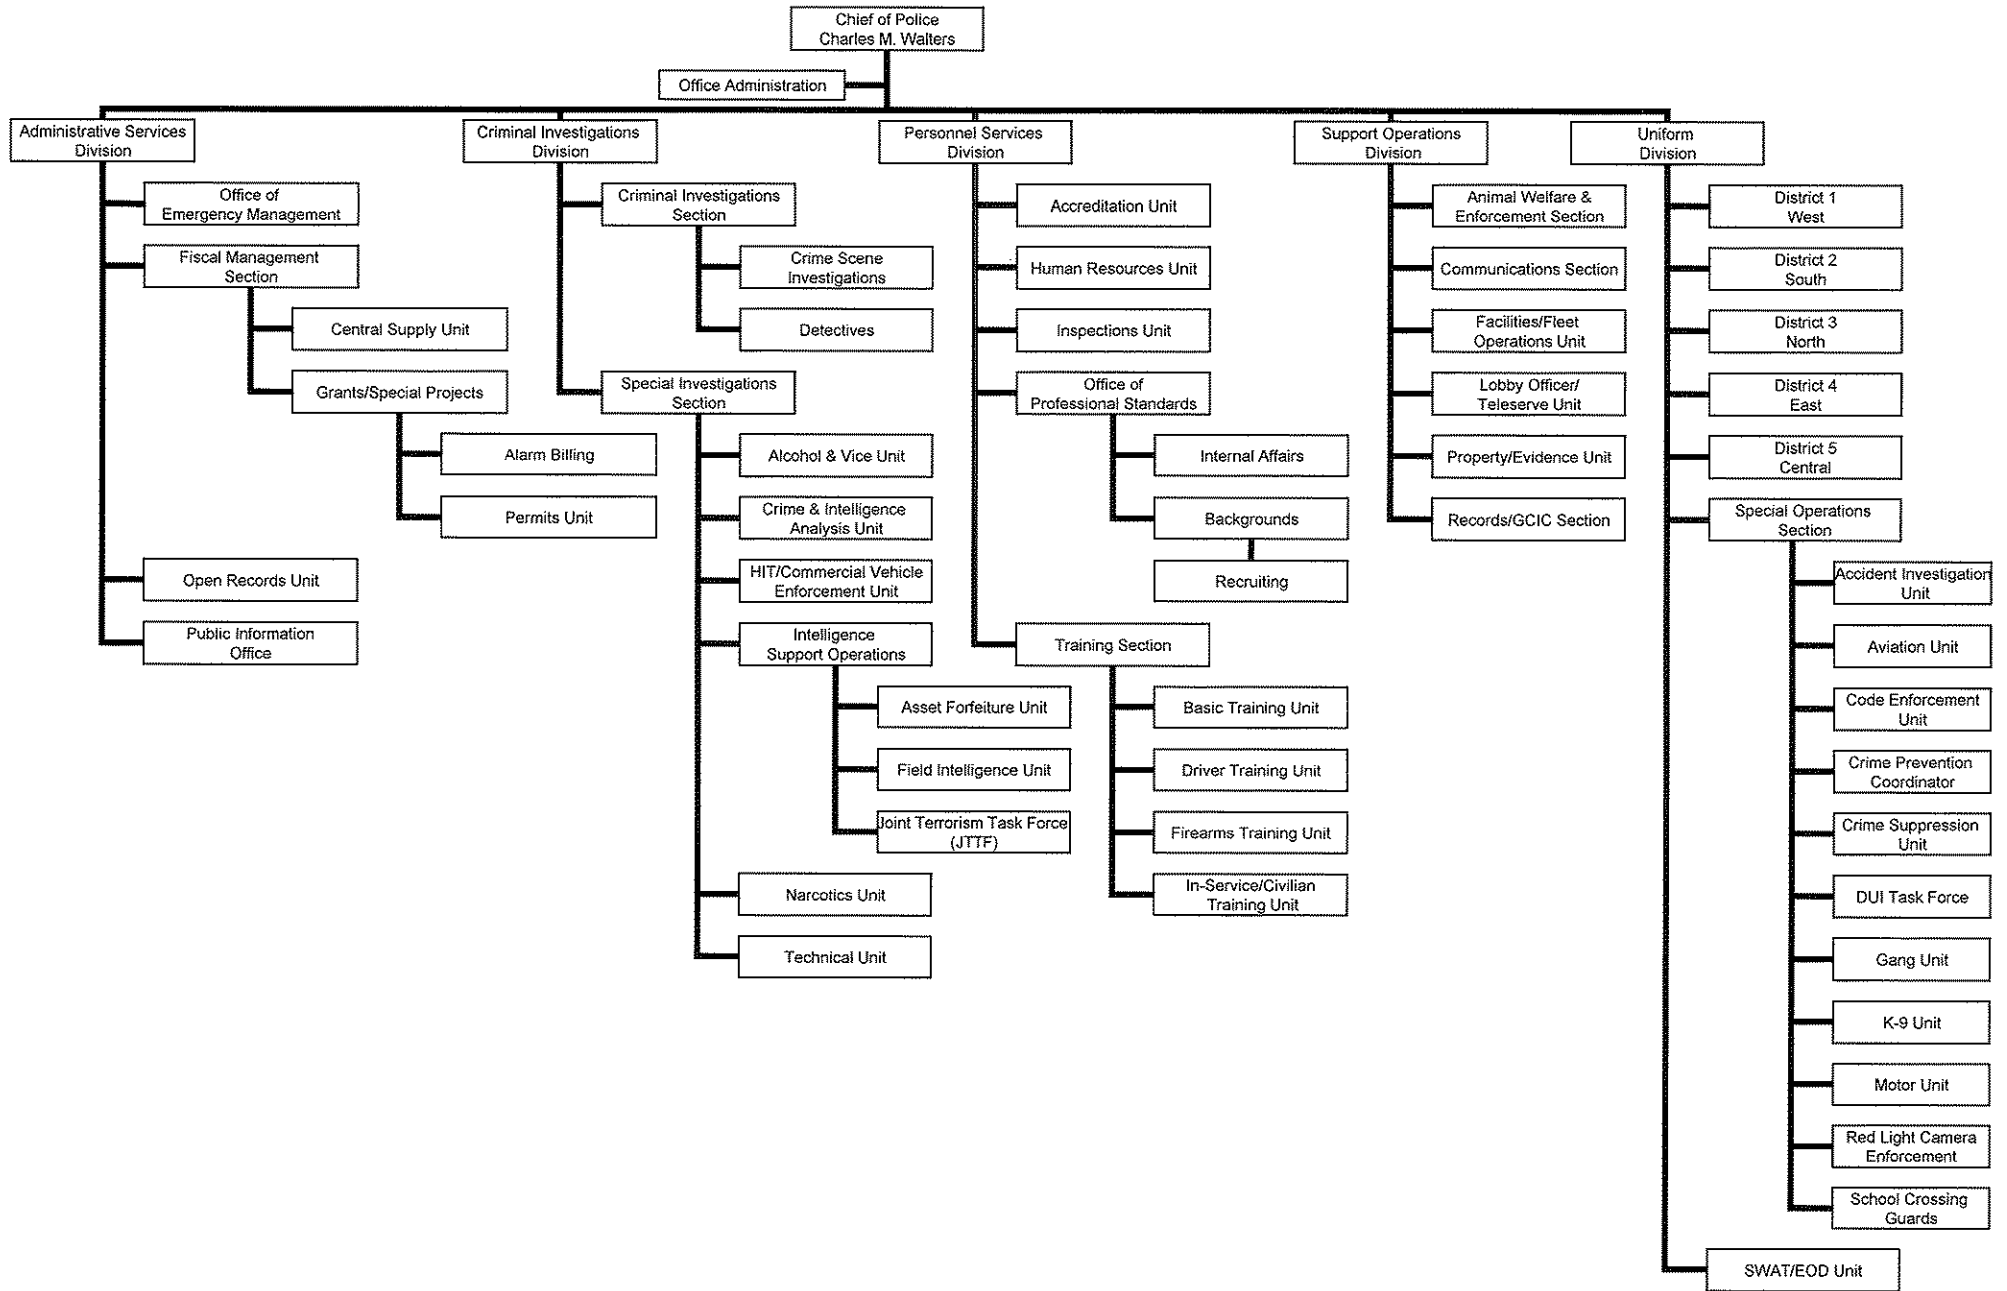 Chief of Police
Charles M. Walters
Office Administration
Administrative Services
Division
Office of
Emergency Management
Fiscal Management
Section
Central Supply Unit
Grants/Special Projects
Alarm Billing
Permits Unit
Open Records Unit
Public Information
Office
Criminal Investigations
Division
Criminal Investigations
Section
Crime Scene
Investigations
Detectives
Special Investigations
Section
Alcohol & Vice Unit
Crime & Intelligence
Analysis Unit
HIT/Commercial Vehicle
Enforcement Unit
Intelligence
Support Operations
Asset Forfeiture Unit
Field Intelligence Unit
Joint Terrorism Task Force
(JTTF)
Narcotics Unit
Technical Unit
Personnel Services
Division
Accreditation Unit
Human Resources Unit
Inspections Unit
Office of
Professional Standards
Internal Affairs
Backgrounds
Recruiting
Training Section
Basic Training Unit
Driver Training Unit
Firearms Training Unit
In-Service/Civilian
Training Unit
Support Operations
Division
Animal Welfare &
Enforcement Section
Communications Section
Facilities/Fleet
Operations Unit
Lobby Officer/
Teleserve Unit
Property/Evidence Unit
Records/GCIC Section
Uniform
Division
District 1
West
District 2
South
District 3
North
District 4
East
District 5
Central
Special Operations
Section
Accident Investigation
Unit
Aviation Unit
Code Enforcement
Unit
Crime Prevention
Coordinator
Crime Suppression
Unit
DUI Task Force
Gang Unit
K-9 Unit
Motor Unit
Red Light Camera
Enforcement
School Crossing
Guards
SWAT/EOD Unit